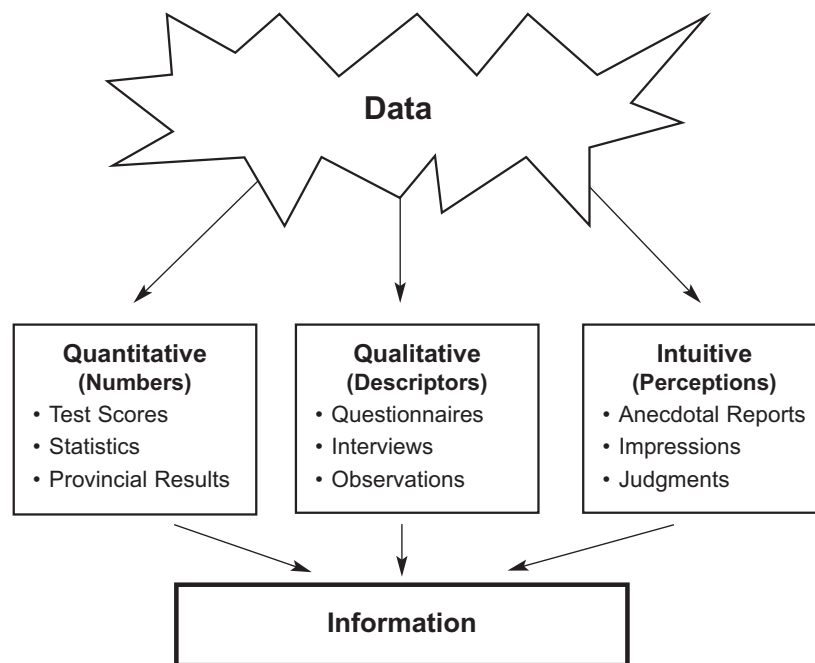 Data
Quantitative
(Numbers)
• Test Scores
• Statistics
• Provincial Results
Qualitative
(Descriptors)
• Questionnaires
• Interviews
• Observations
Intuitive
(Perceptions)
• Anecdotal Reports
• Impressions
• Judgments
Information